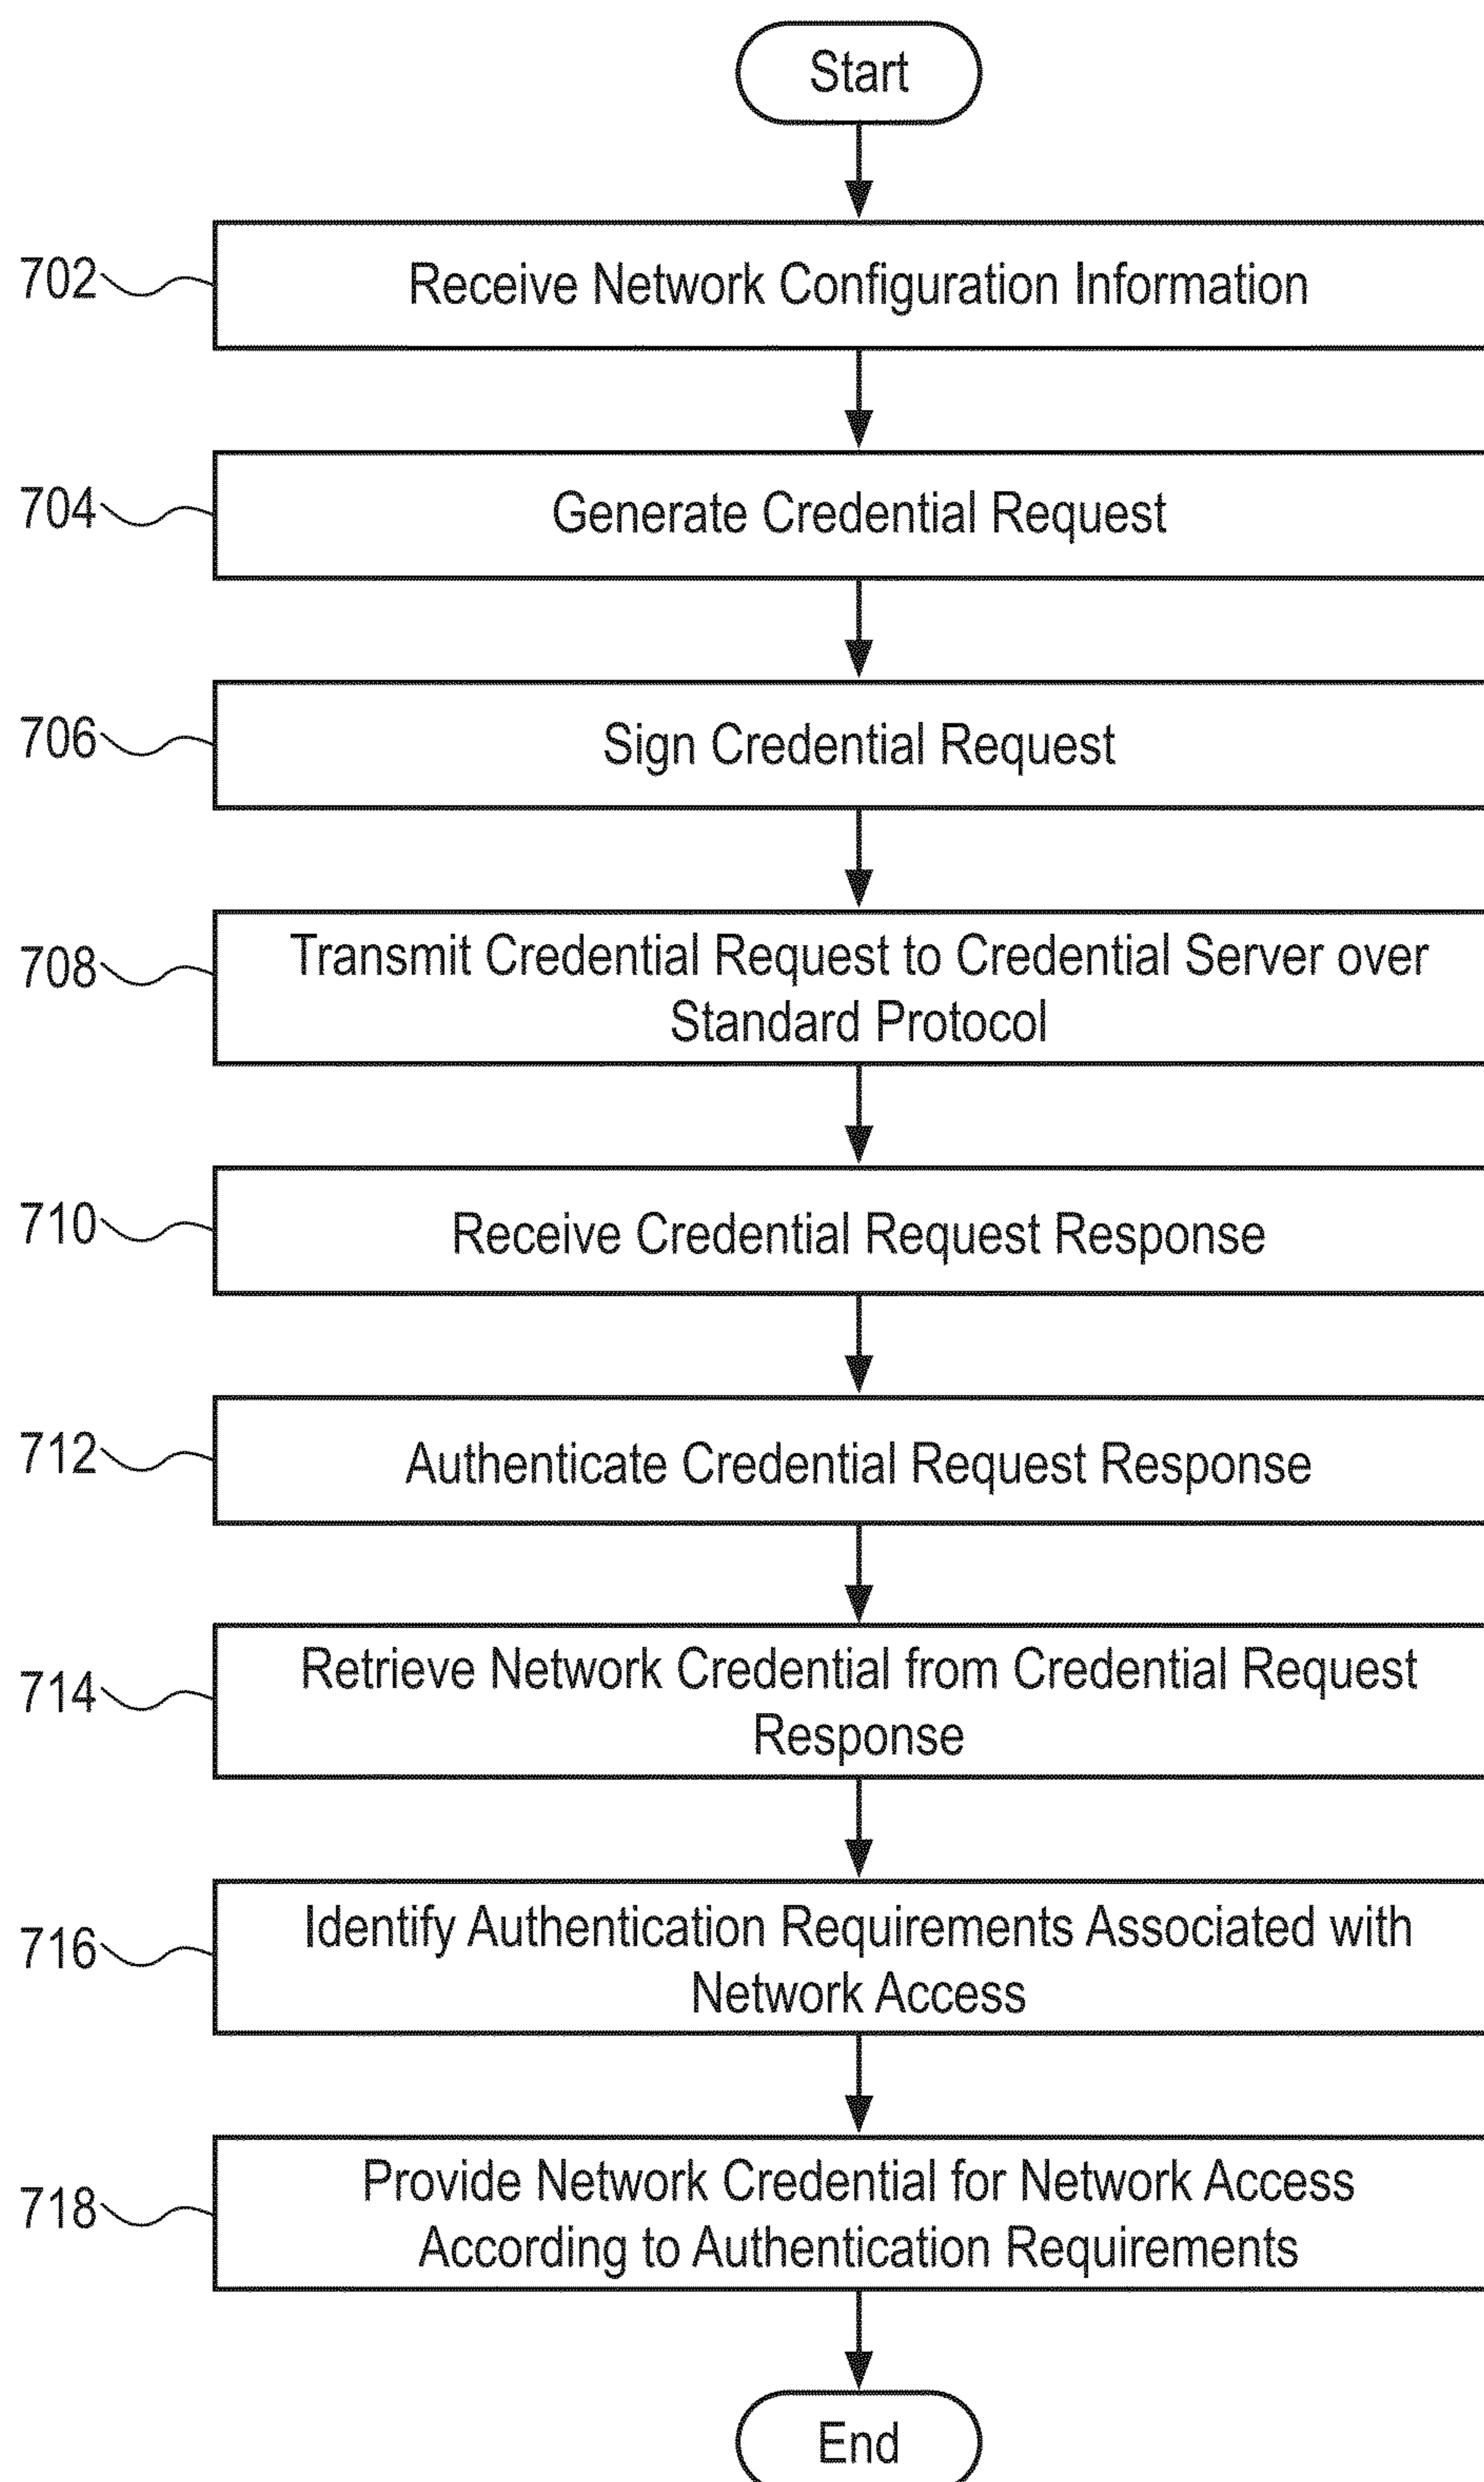 Start
702
Receive Network Configuration Information
704
Generate Credential Request
706
Sign Credential Request
708
Transmit Credential Request to Credential Server over
Standard Protocol
710
Receive Credential Request Response
712
Authenticate Credential Request Response
714
Retrieve Network Credential from Credential Request
Response
716
Identify Authentication Requirements Associated with
Network Access
718
Provide Network Credential for Network Access
According to Authentication Requirements
End